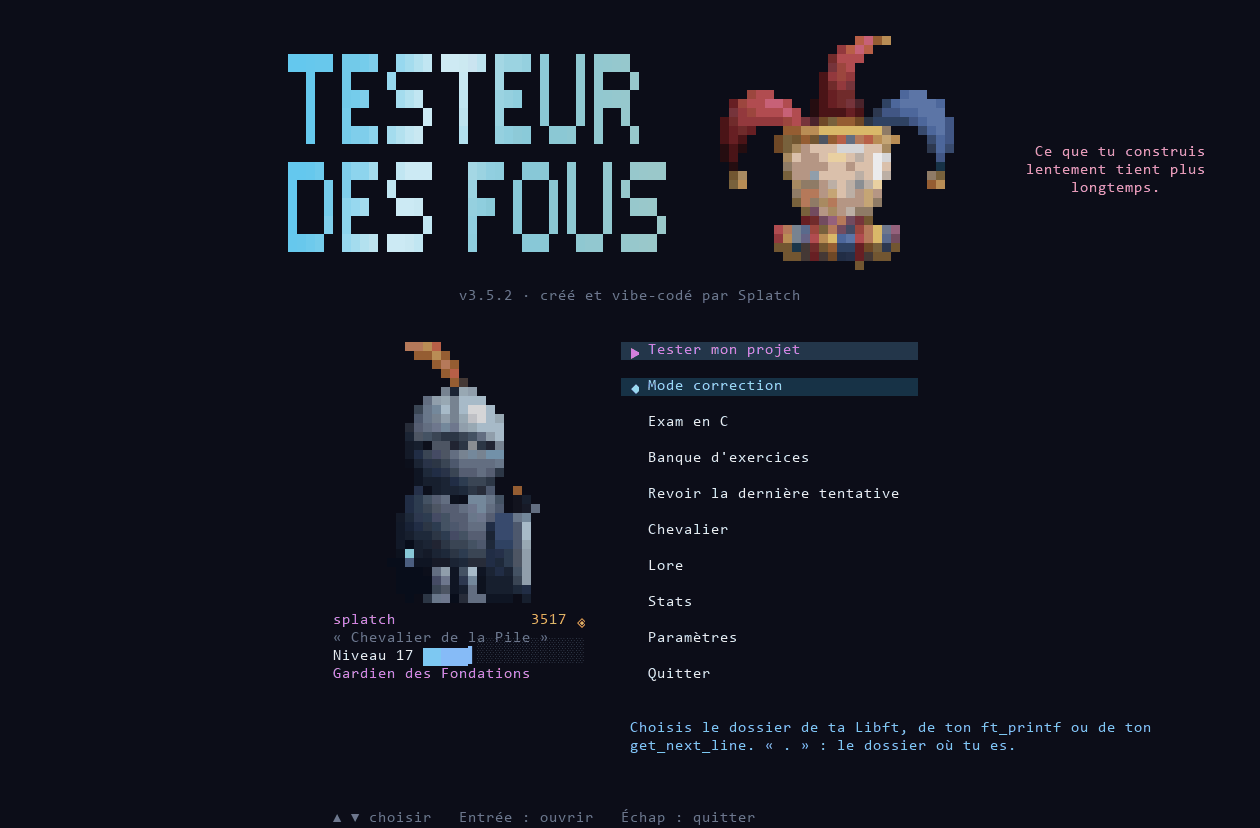 TESTEUR
DES FOUS
Ce que tu construis
lentement tient plus
longtemps.
v3.5.2 · créé et vibe-codé par Splatch
Tester mon projet
Mode correction
Exam en C
Banque d'exercices
Revoir la dernière tentative
Chevalier
Lore
Stats
Paramètres
Quitter
splatch 3517
« Chevalier de la Pile »
Niveau 17
Gardien des Fondations
Choisis le dossier de ta Libft, de ton ft_printf ou de ton
get_next_line. « . » : le dossier où tu es.
▲ ▼ choisir Entrée : ouvrir Échap : quitter